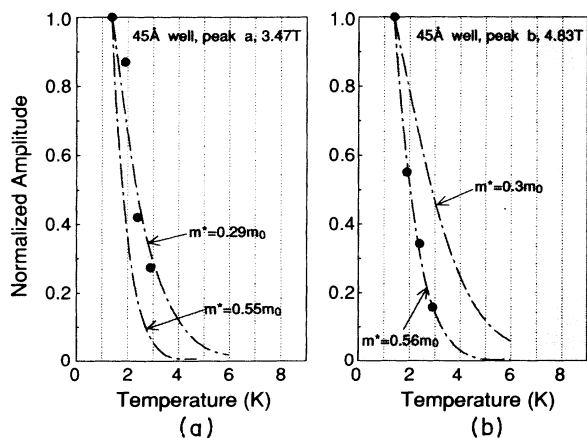 45Å well, peak a, 3.47T
Normalized Amplitude
1.0
0.8
0.6
0.4
0.2
0
m*=0.29m₀
m*=0.55m₀
0 2 4 6 8
Temperature (K)
(a)
45Å well, peak b, 4.83T
1.0
0.8
0.6
0.4
0.2
0
m*=0.3m₀
m*=0.56m₀
0 2 4 6 8
Temperature (K)
(b)